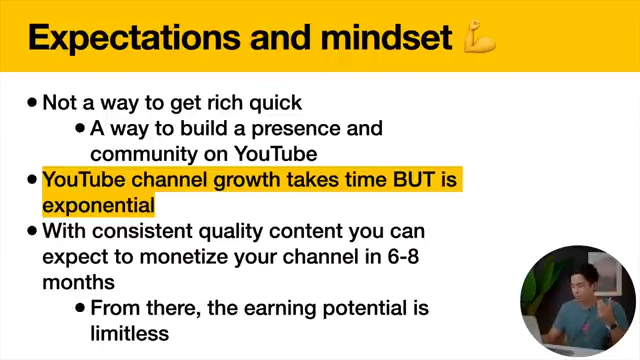 Expectations and mindset 💪
• Not a way to get rich quick
• A way to build a presence and
community on YouTube
• YouTube channel growth takes time BUT is
exponential
• With consistent quality content you can
expect to monetize your channel in 6-8
months
• From there, the earning potential is
limitless